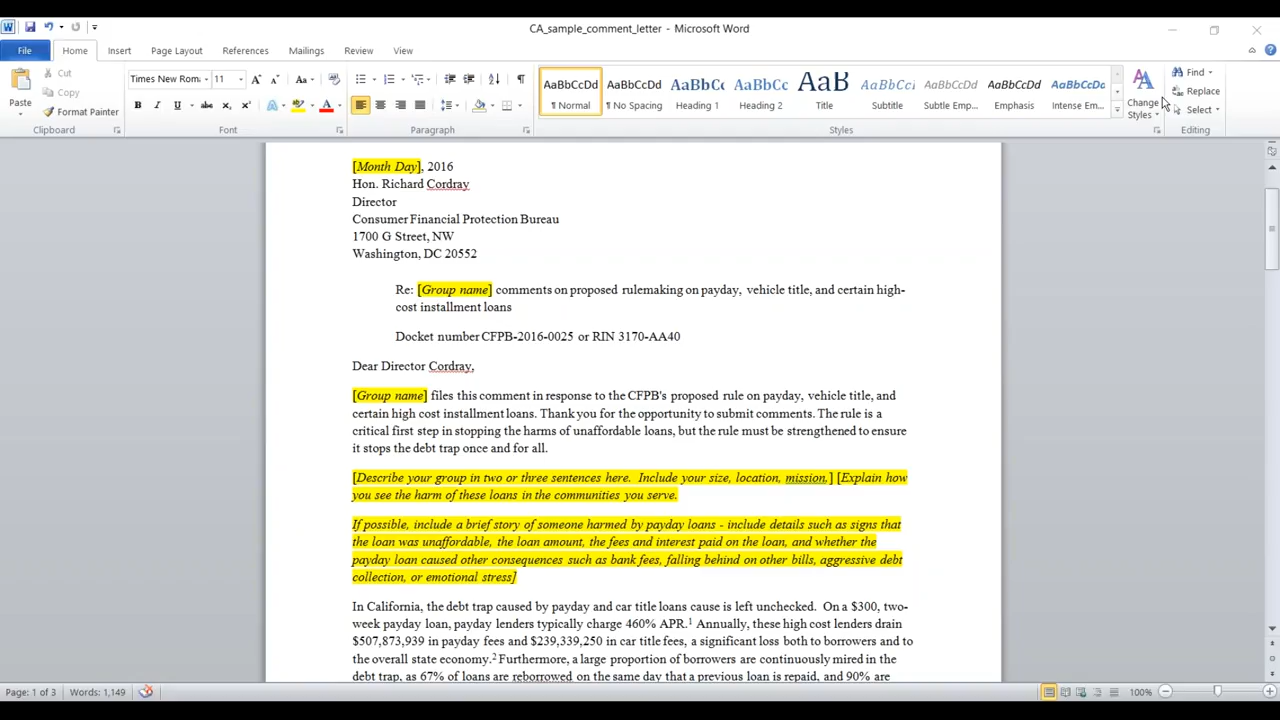 CA_sample_comment_letter - Microsoft Word
File Home Insert Page Layout References Mailings Review View
Paste
Cut
Copy
Format Painter
Clipboard
Times New Rom 11
Font
Paragraph
AaBbCcDd AaBbCcDd AaBbCc AaBbCc AaB AaBbCcI AaBbCcDd AaBbCcDd AaBbCcDd
¶ Normal ¶ No Spacing Heading 1 Heading 2 Title Subtitle Subtle Emp... Emphasis Intense Em...
Styles
Change
Styles
Find
Replace
Select
Editing
[Month Day], 2016
Hon. Richard Cordray
Director
Consumer Financial Protection Bureau
1700 G Street, NW
Washington, DC 20552
Re: [Group name] comments on proposed rulemaking on payday, vehicle title, and certain high-
cost installment loans
Docket number CFPB-2016-0025 or RIN 3170-AA40
Dear Director Cordray,
[Group name] files this comment in response to the CFPB's proposed rule on payday, vehicle title, and
certain high cost installment loans. Thank you for the opportunity to submit comments. The rule is a
critical first step in stopping the harms of unaffordable loans, but the rule must be strengthened to ensure
it stops the debt trap once and for all.
[Describe your group in two or three sentences here. Include your size, location, mission.] [Explain how
you see the harm of these loans in the communities you serve.
If possible, include a brief story of someone harmed by payday loans - include details such as signs that
the loan was unaffordable, the loan amount, the fees and interest paid on the loan, and whether the
payday loan caused other consequences such as bank fees, falling behind on other bills, aggressive debt
collection, or emotional stress]
In California, the debt trap caused by payday and car title loans cause is left unchecked. On a $300, two-
week payday loan, payday lenders typically charge 460% APR.1 Annually, these high cost lenders drain
$507,873,939 in payday fees and $239,339,250 in car title fees, a significant loss both to borrowers and to
the overall state economy.2 Furthermore, a large proportion of borrowers are continuously mired in the
debt trap, as 67% of loans are reborrowed on the same day that a previous loan is repaid, and 90% are
Page: 1 of 3 Words: 1,149 100%